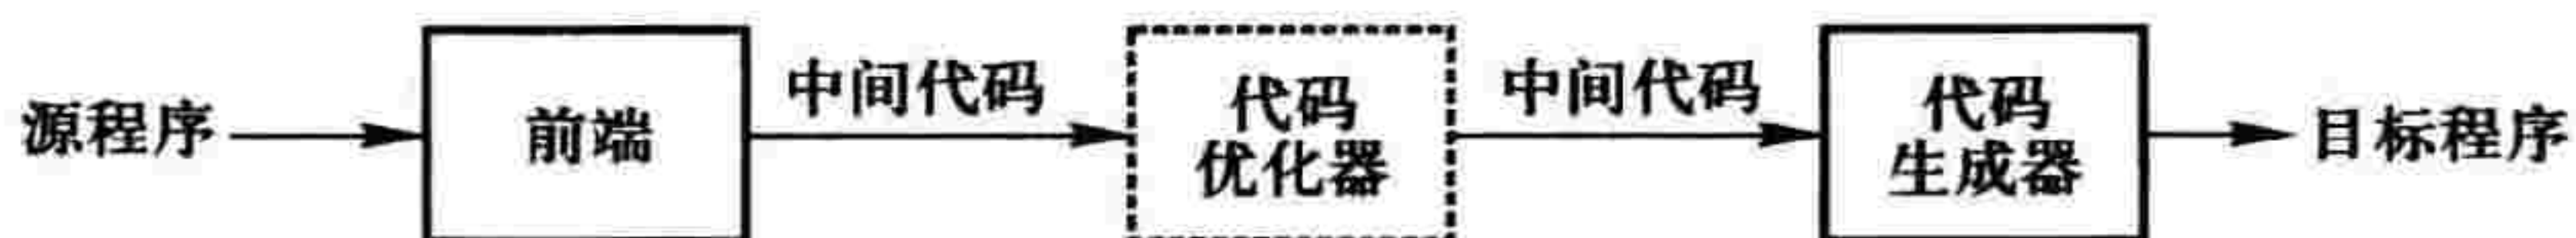 源程序
前端
中间代码
代码
优化器
中间代码
代码
生成器
目标程序